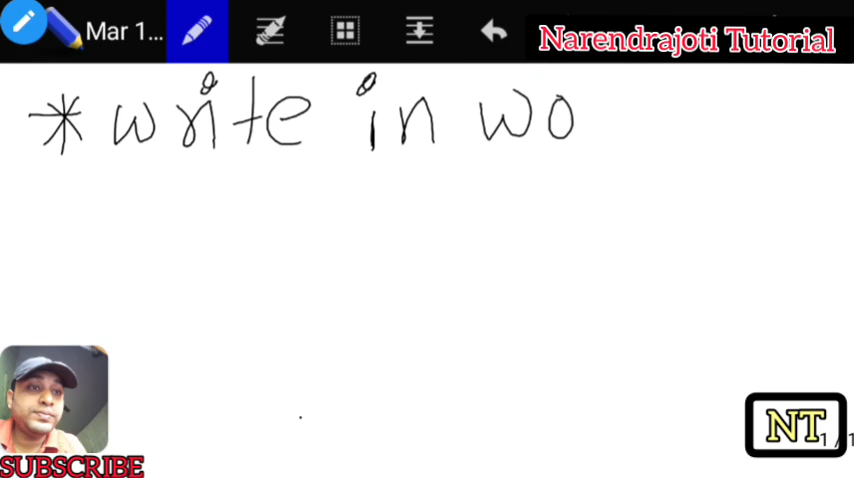 Mar 1...
Narendrajoti Tutorial
* write in wo
NT
1/1
SUBSCRIBE